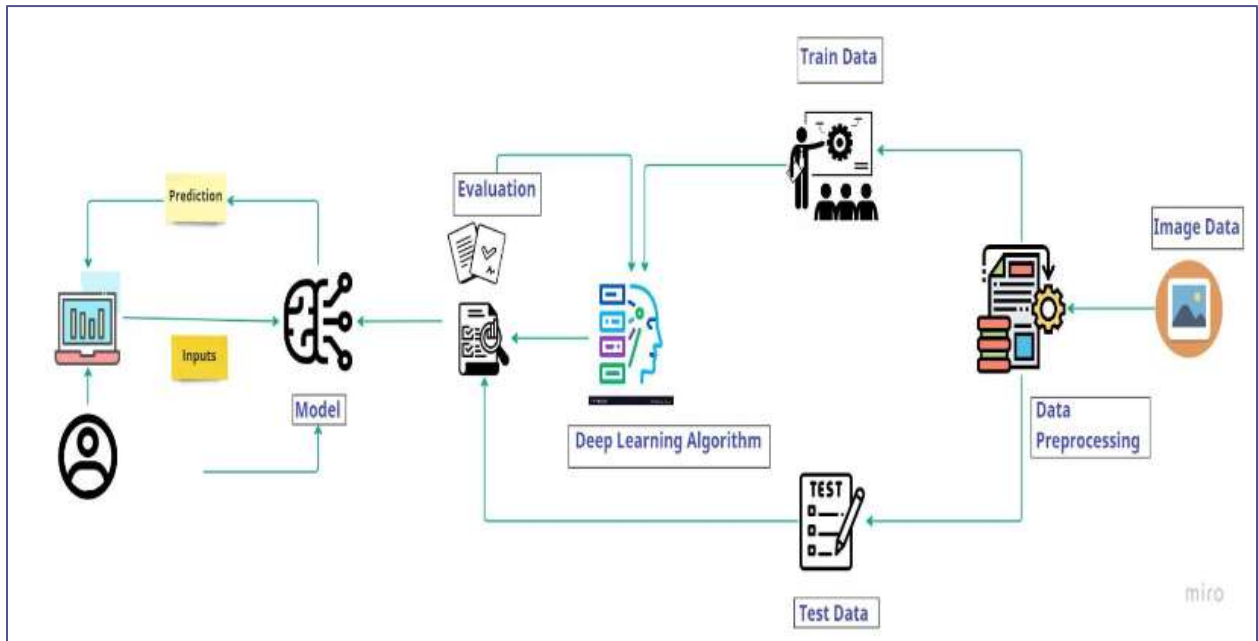 Train Data
Evaluation
Prediction
Image Data
Inputs
Model
Data
Preprocessing
Deep Learning Algorithm
TEST
Test Data
miro